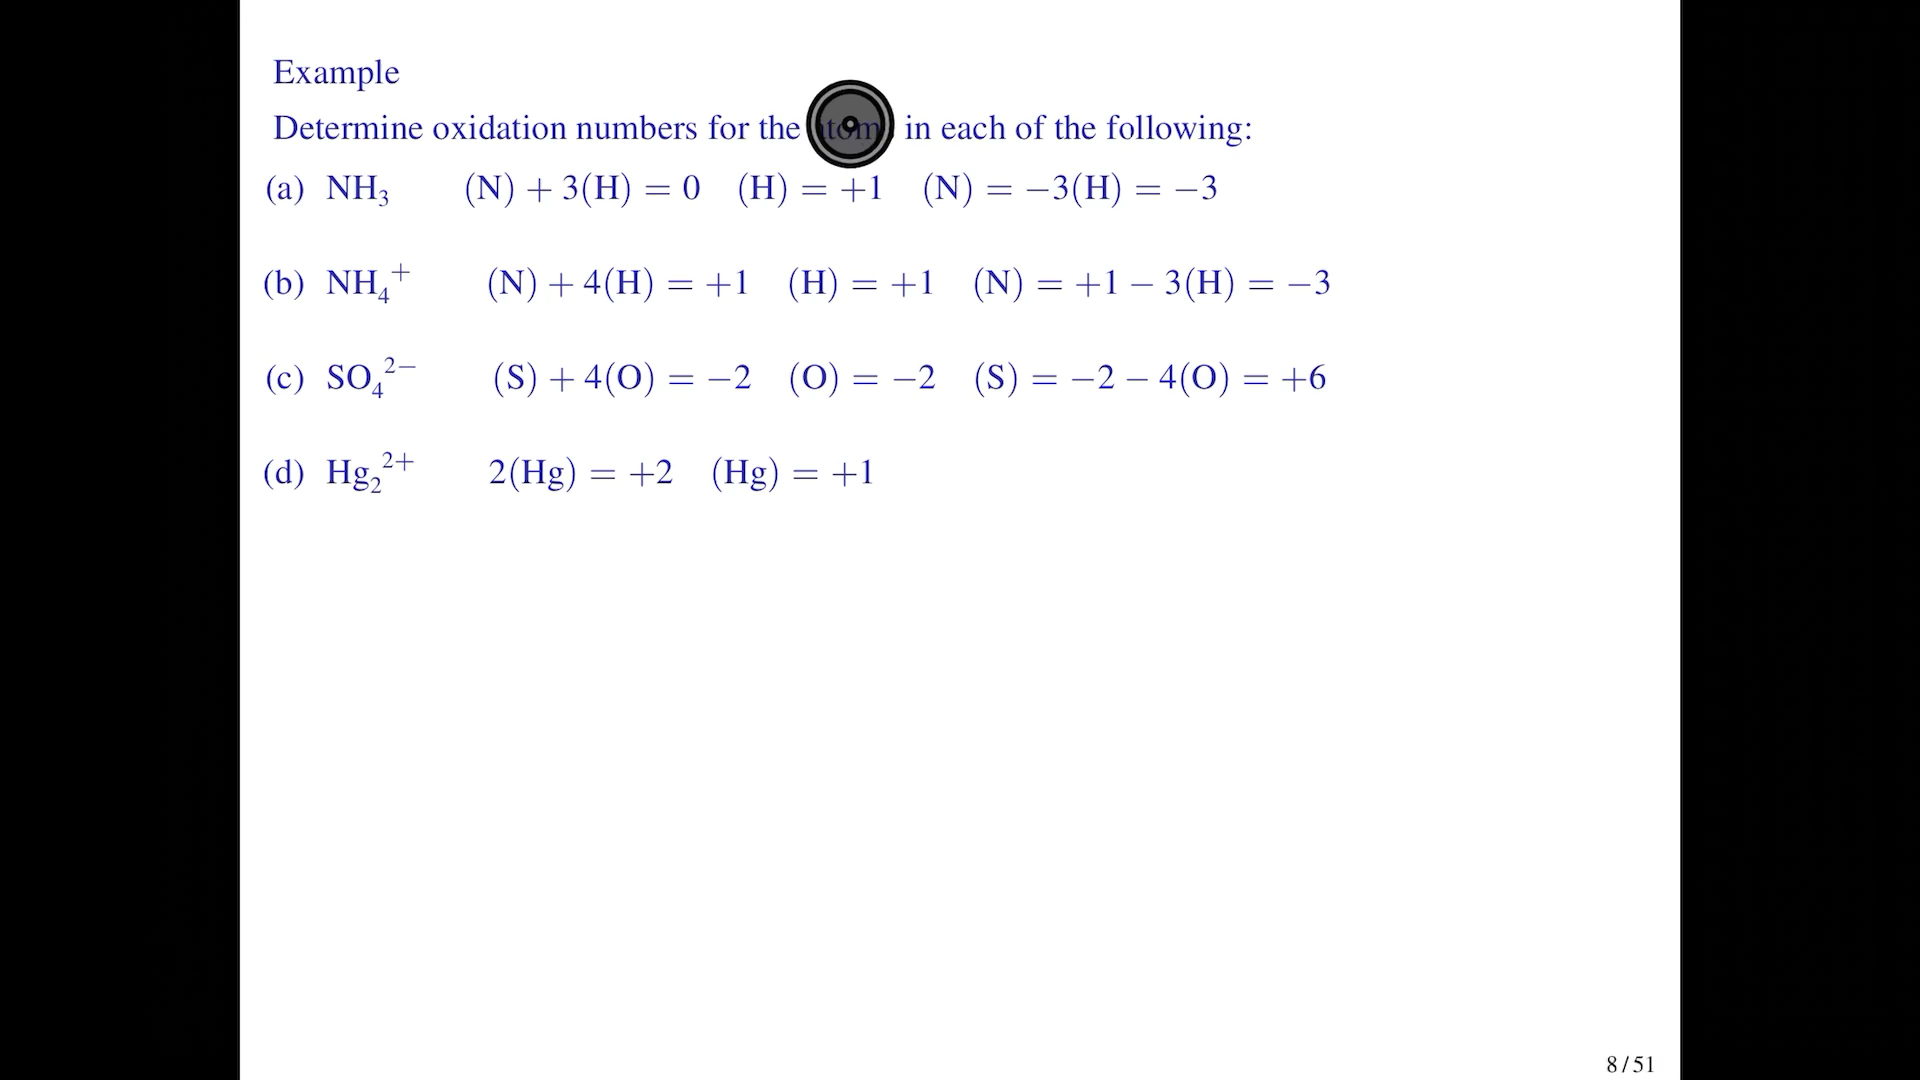 Example
Determine oxidation numbers for the in each of the following:
(a) NH₃ (N) + 3(H) = 0 (H) = +1 (N) = −3(H) = −3
(b) NH₄⁺ (N) + 4(H) = +1 (H) = +1 (N) = +1 − 3(H) = −3
(c) SO₄²⁻ (S) + 4(O) = −2 (O) = −2 (S) = −2 − 4(O) = +6
(d) Hg₂²⁺ 2(Hg) = +2 (Hg) = +1
8 / 51